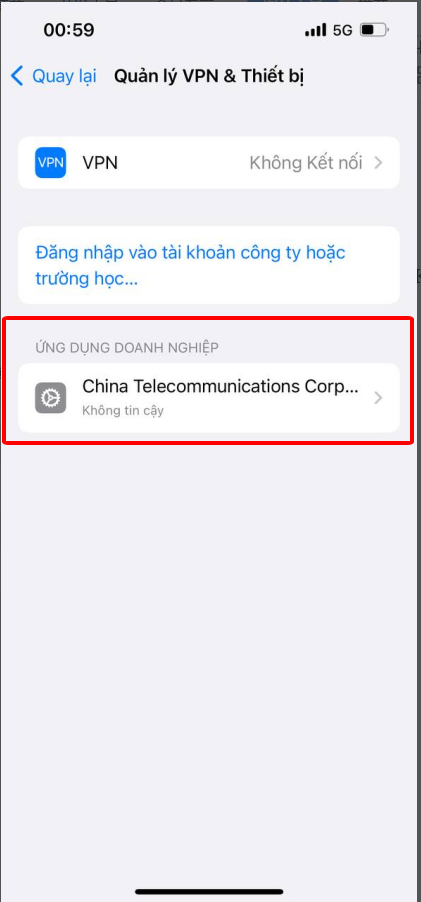 00:59 5G
Quay lại Quản lý VPN & Thiết bị
VPN VPN Không Kết nối
Đăng nhập vào tài khoản công ty hoặc
trường học...
ỨNG DỤNG DOANH NGHIỆP
China Telecommunications Corp...
Không tin cậy